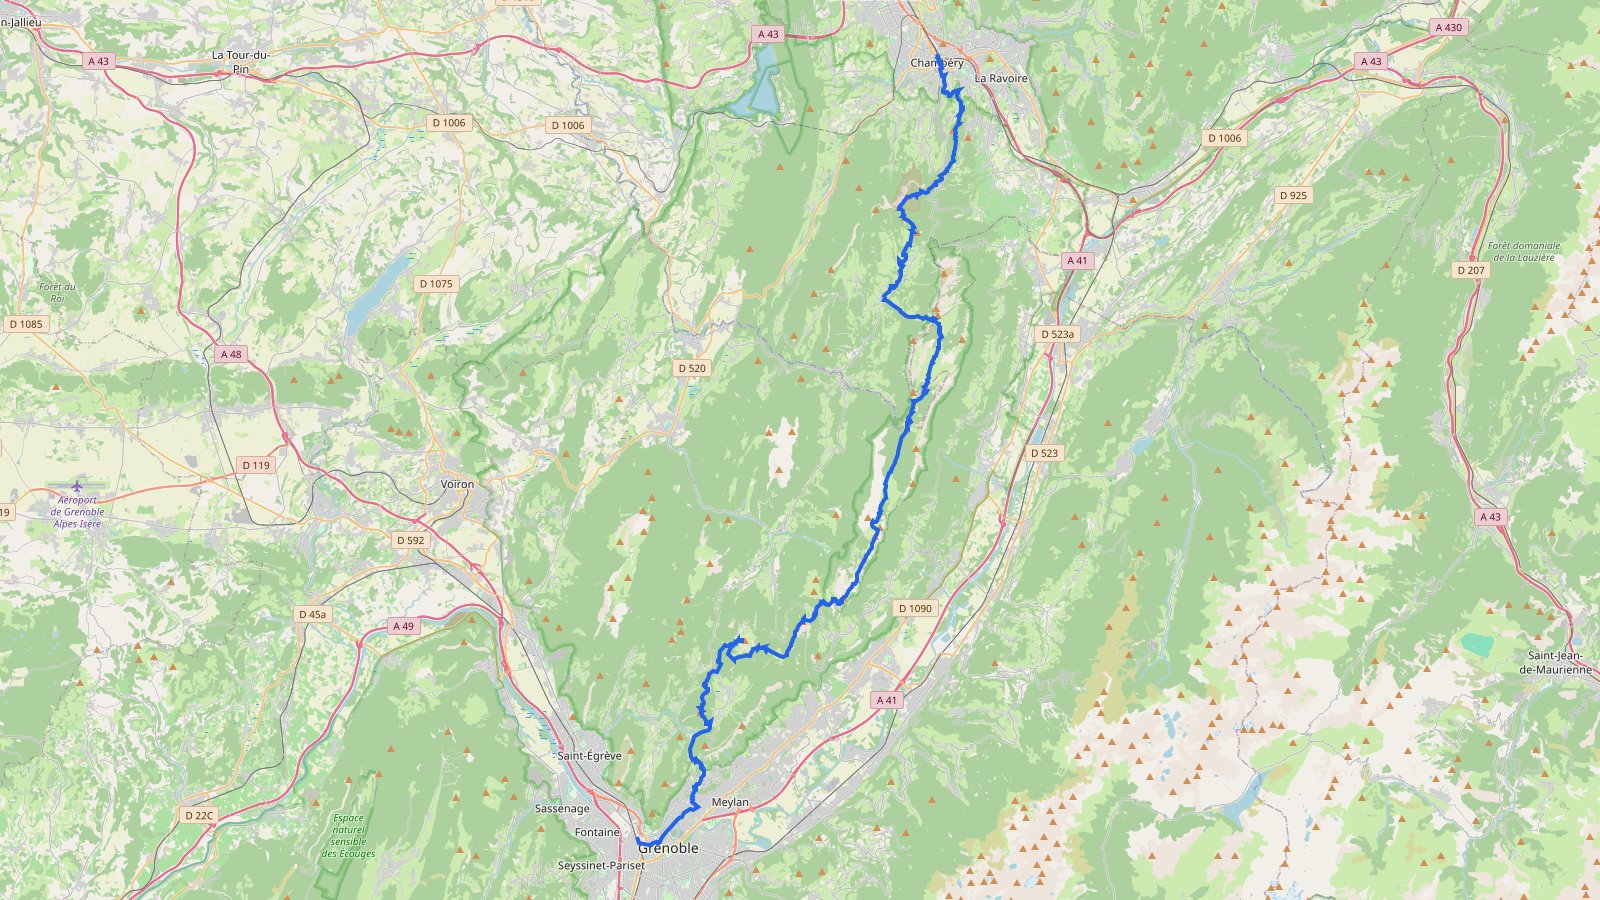 A 43
A 430
n-Jallieu
La Tour-du-
Pin
A 43
A 43
Chambéry
La Ravoire
D 1006
D 1006
D 1006
D 925
Forêt domaniale
de la Lauzière
A 41
D 207
Forêt du
Roi
D 1075
D 1085
D 523a
A 48
D 520
D 119
D 523
Voiron
Aéroport
de Grenoble
Alpes Isère
19
A 43
D 592
D 45a
D 1090
A 49
Saint-Jean-
de-Maurienne
A 41
Saint-Égrève
Meylan
Sassenage
D 22C
Espace
naturel
sensible
des Ecouges
Fontaine
Grenoble
Seyssinet-Pariset